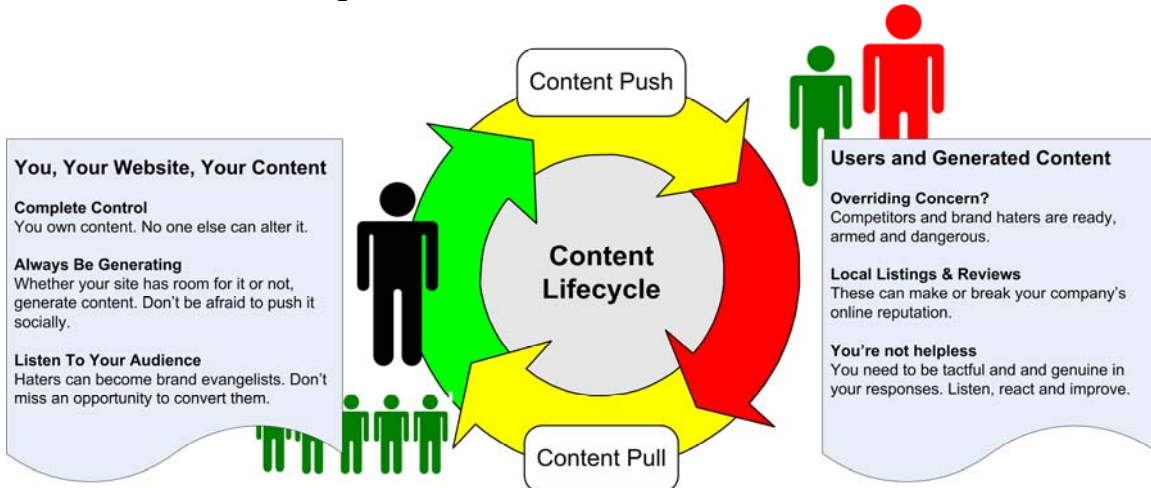 Content Push
You, Your Website, Your Content
Complete Control
You own content. No one else can alter it.
Always Be Generating
Whether your site has room for it or not,
generate content. Don't be afraid to push it
socially.
Listen To Your Audience
Haters can become brand evangelists. Don't
miss an opportunity to convert them.
Content
Lifecycle
Users and Generated Content
Overriding Concern?
Competitors and brand haters are ready,
armed and dangerous.
Local Listings & Reviews
These can make or break your company's
online reputation.
You're not helpless
You need to be tactful and and genuine in
your responses. Listen, react and improve.
Content Pull